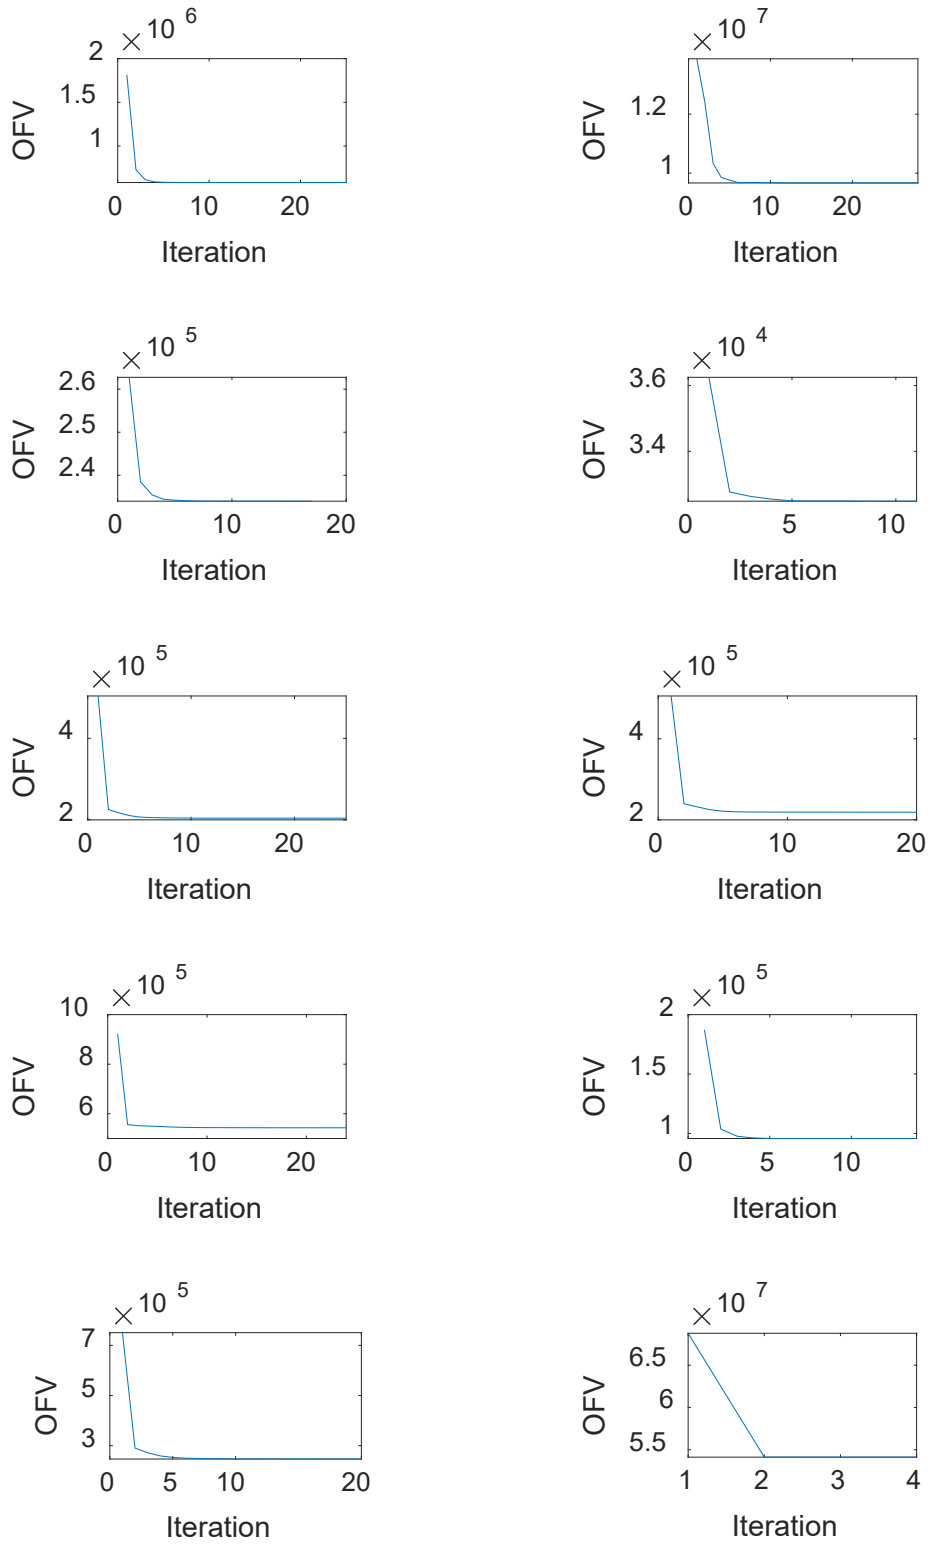 × 10 6
2
1.5
1
OFV
0 10 20
Iteration
× 10 7
1.2
1
OFV
0 10 20
Iteration
× 10 5
2.6
2.5
2.4
OFV
0 10 20
Iteration
× 10 4
3.6
3.4
OFV
0 5 10
Iteration
× 10 5
4
2
OFV
0 10 20
Iteration
× 10 5
4
2
OFV
0 10 20
Iteration
× 10 5
10
8
6
OFV
0 10 20
Iteration
× 10 5
2
1.5
1
OFV
0 5 10
Iteration
× 10 5
7
5
3
OFV
0 5 10 20
Iteration
× 10 7
6.5
6
5.5
OFV
1 2 3 4
Iteration